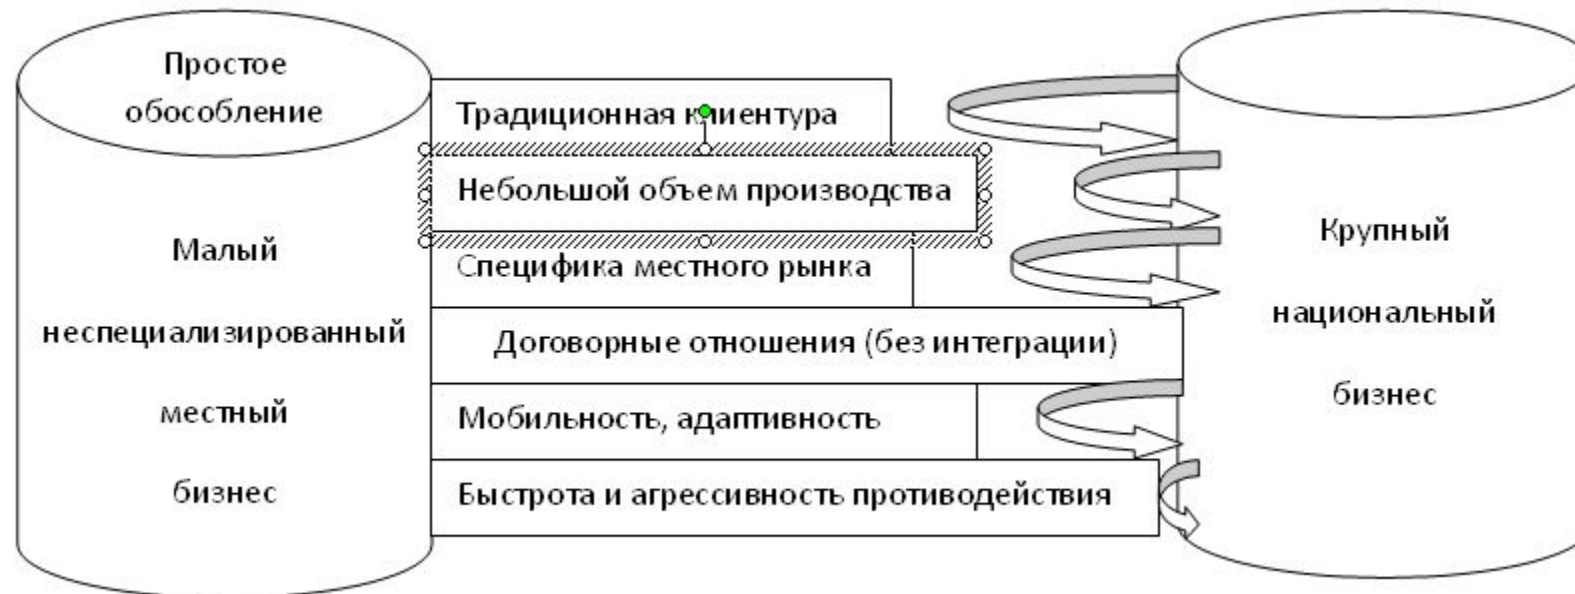 Простое
обособление
Малый
неспециализированный
местный
бизнес
Традиционная клиентура
Небольшой объем производства
Специфика местного рынка
Договорные отношения (без интеграции)
Мобильность, адаптивность
Быстрота и агрессивность противодействия
Крупный
национальный
бизнес